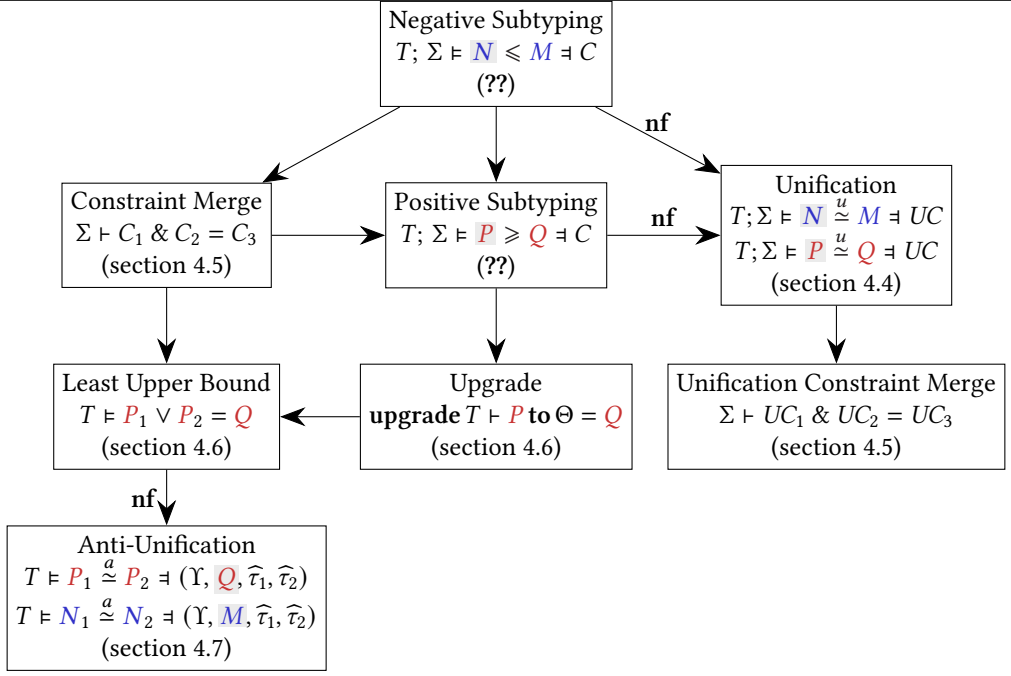 Negative Subtyping
T; Σ ⊨ N ⩽ M ⫤ C
(??)
nf
Constraint Merge
Σ ⊢ C₁ & C₂ = C₃
(section 4.5)
Positive Subtyping
T; Σ ⊨ P ⩾ Q ⫤ C
(??)
nf
Unification
T;Σ ⊨ N ≃ᵘ M ⫤ UC
T;Σ ⊨ P ≃ᵘ Q ⫤ UC
(section 4.4)
Least Upper Bound
T ⊨ P₁ ∨ P₂ = Q
(section 4.6)
Upgrade
upgrade T ⊢ P to Θ = Q
(section 4.6)
Unification Constraint Merge
Σ ⊢ UC₁ & UC₂ = UC₃
(section 4.5)
nf
Anti-Unification
T ⊨ P₁ ≃ᵃ P₂ ⫤ (Υ, Q, τ̂₁, τ̂₂)
T ⊨ N₁ ≃ᵃ N₂ ⫤ (Υ, M, τ̂₁, τ̂₂)
(section 4.7)